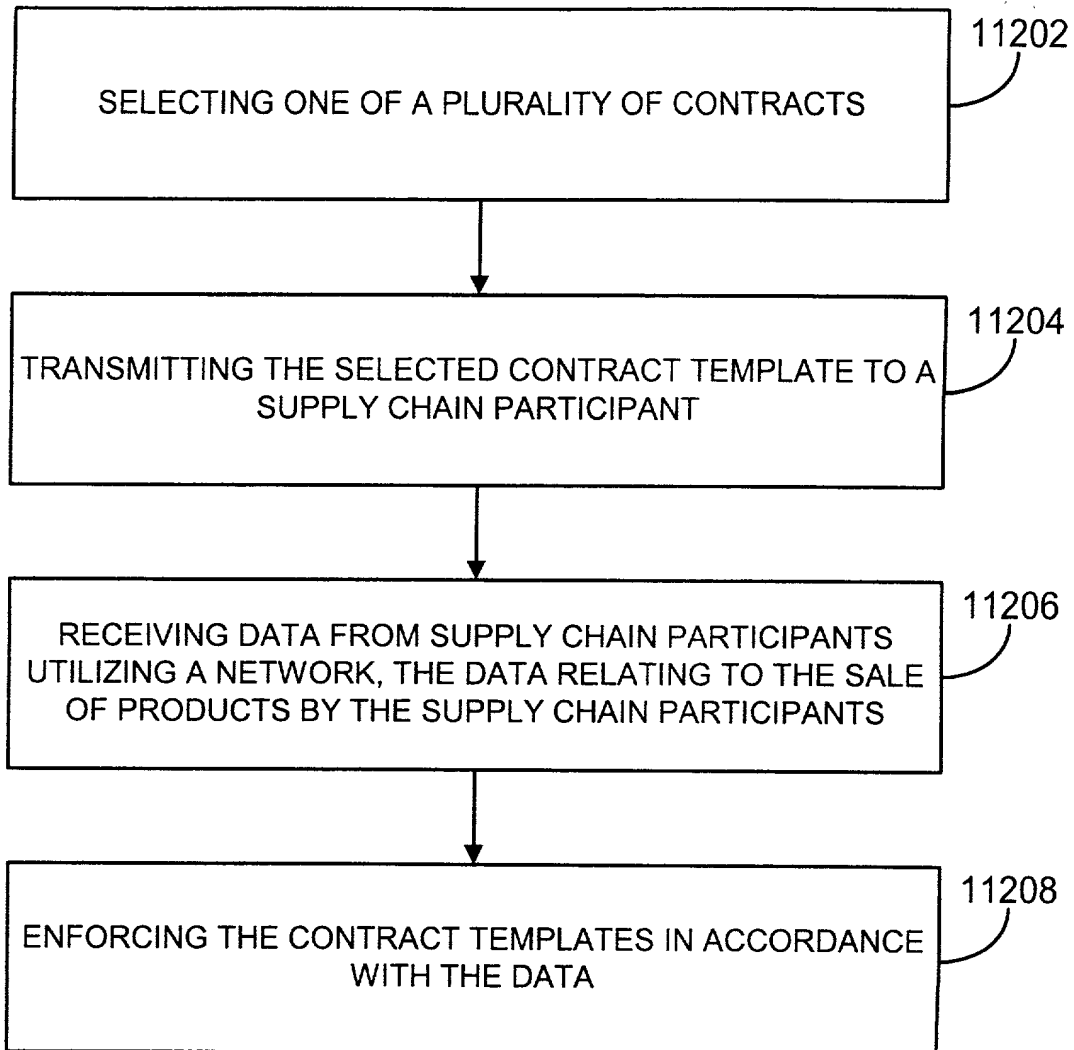 11202
SELECTING ONE OF A PLURALITY OF CONTRACTS
11204
TRANSMITTING THE SELECTED CONTRACT TEMPLATE TO A
SUPPLY CHAIN PARTICIPANT
11206
RECEIVING DATA FROM SUPPLY CHAIN PARTICIPANTS
UTILIZING A NETWORK, THE DATA RELATING TO THE SALE
OF PRODUCTS BY THE SUPPLY CHAIN PARTICIPANTS
11208
ENFORCING THE CONTRACT TEMPLATES IN ACCORDANCE
WITH THE DATA